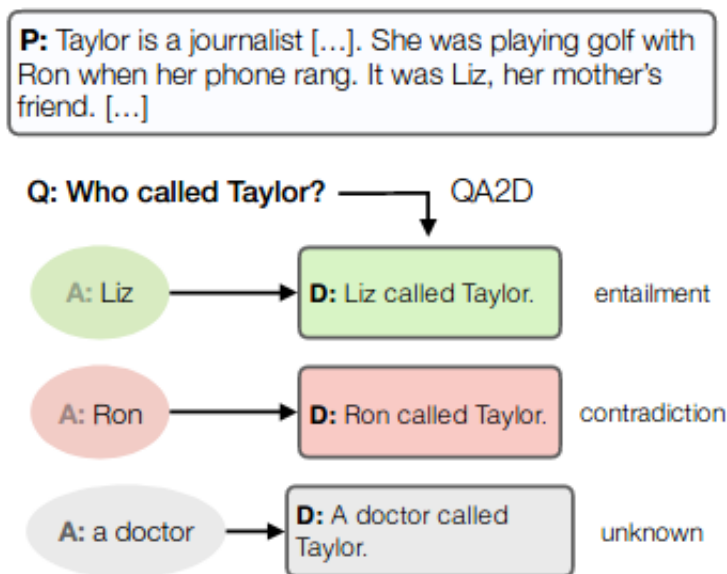 P: Taylor is a journalist [...]. She was playing golf with
Ron when her phone rang. It was Liz, her mother's
friend. [...]
Q: Who called Taylor? QA2D
A: Liz D: Liz called Taylor. entailment
A: Ron D: Ron called Taylor. contradiction
A: a doctor D: A doctor called
Taylor. unknown